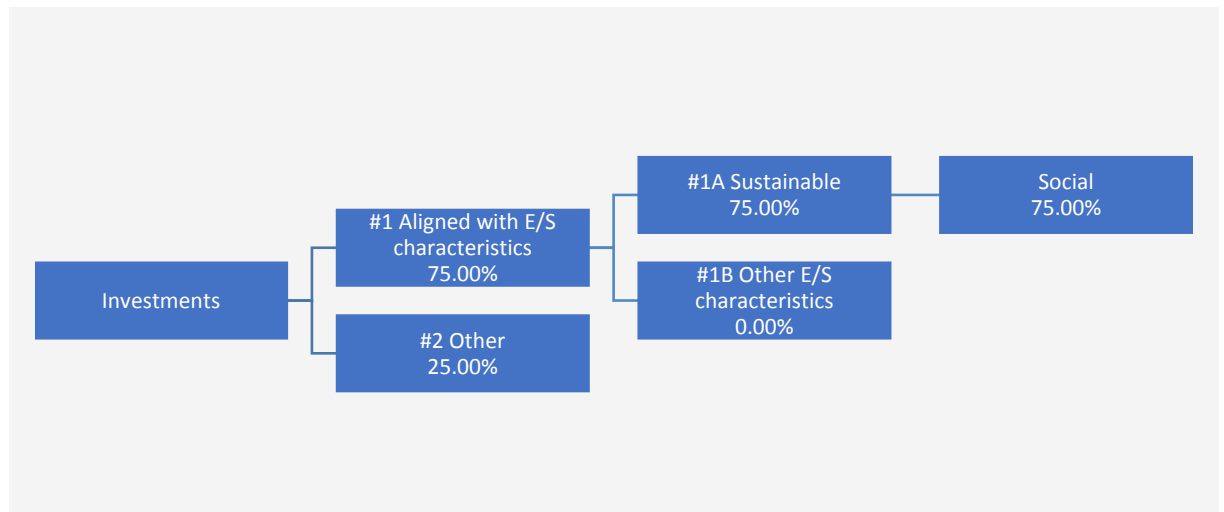 Investments
#1 Aligned with E/S
characteristics
75.00%
#2 Other
25.00%
#1A Sustainable
75.00%
#1B Other E/S
characteristics
0.00%
Social
75.00%